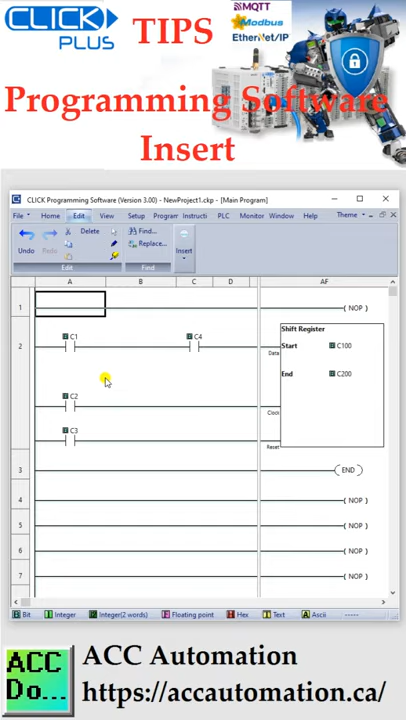 CLICK
PLUS
TIPS
MQTT
Modbus
EtherNet/IP
Programming Software
Insert
CLICK Programming Software (Version 3.00) - NewProject1.ckp - [Main Program]
File Home Edit View Setup Program Instructi PLC Monitor Window Help Theme
Undo
Delete
Find...
Replace...
Insert
Edit
Find
A B C D AF
1 ( NOP )
2 C1 C4
Shift Register
Start C100
Data
End C200
C2
Clock
C3
Reset
3 ( END )
4 ( NOP )
5 ( NOP )
6 ( NOP )
7 ( NOP )
B Bit I Integer Integer(2 words) F Floating point H Hex T Text A Ascii -----
ACC
Do...
ACC Automation
https://accautomation.ca/